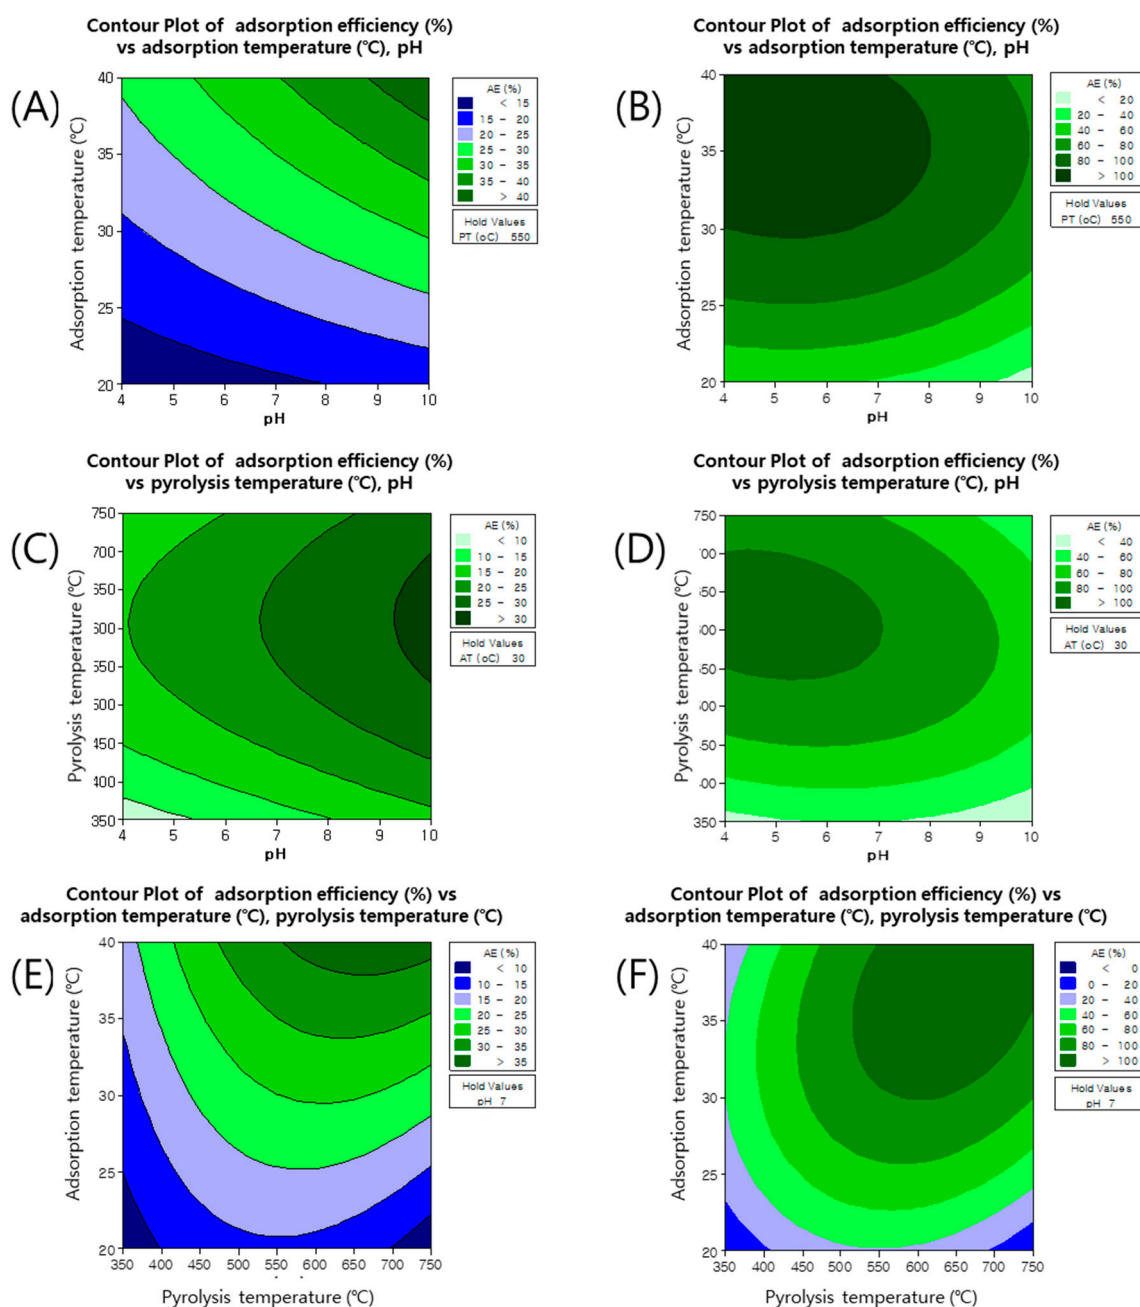 Contour Plot of adsorption efficiency (%)
vs adsorption temperature (℃), pH
(A)
Adsorption temperature (℃)
40
35
30
25
20
4 5 6 7 8 9 10
pH
AE (%)
< 15
15 – 20
20 – 25
25 – 30
30 – 35
35 – 40
> 40
Hold Values
PT (oC) 550
Contour Plot of adsorption efficiency (%)
vs adsorption temperature (℃), pH
(B)
Adsorption temperature (℃)
40
35
30
25
20
4 5 6 7 8 9 10
pH
AE (%)
< 20
20 – 40
40 – 60
60 – 80
80 – 100
> 100
Hold Values
PT (oC) 550
Contour Plot of adsorption efficiency (%)
vs pyrolysis temperature (℃), pH
(C)
Pyrolysis temperature (℃)
750
700
550
500
450
350
4 5 6 7 8 9 10
pH
AE (%)
< 10
10 – 15
15 – 20
20 – 25
25 – 30
> 30
Hold Values
AT (oC) 30
Contour Plot of adsorption efficiency (%)
vs pyrolysis temperature (℃), pH
(D)
Pyrolysis temperature (℃)
750
350
4 5 6 7 8 9 10
pH
AE (%)
< 40
40 – 60
60 – 80
80 – 100
> 100
Hold Values
AT (oC) 30
Contour Plot of adsorption efficiency (%) vs
adsorption temperature (℃), pyrolysis temperature (℃)
(E)
Adsorption temperature (℃)
40
35
30
25
20
350 400 450 500 550 600 650 700 750
Pyrolysis temperature (℃)
AE (%)
< 10
10 – 15
15 – 20
20 – 25
25 – 30
30 – 35
> 35
Hold Values
pH 7
Contour Plot of adsorption efficiency (%) vs
adsorption temperature (℃), pyrolysis temperature (℃)
(F)
Adsorption temperature (℃)
40
35
30
25
20
350 400 450 500 550 600 650 700 750
Pyrolysis temperature (℃)
AE (%)
< 0
0 – 20
20 – 40
40 – 60
60 – 80
80 – 100
> 100
Hold Values
pH 7